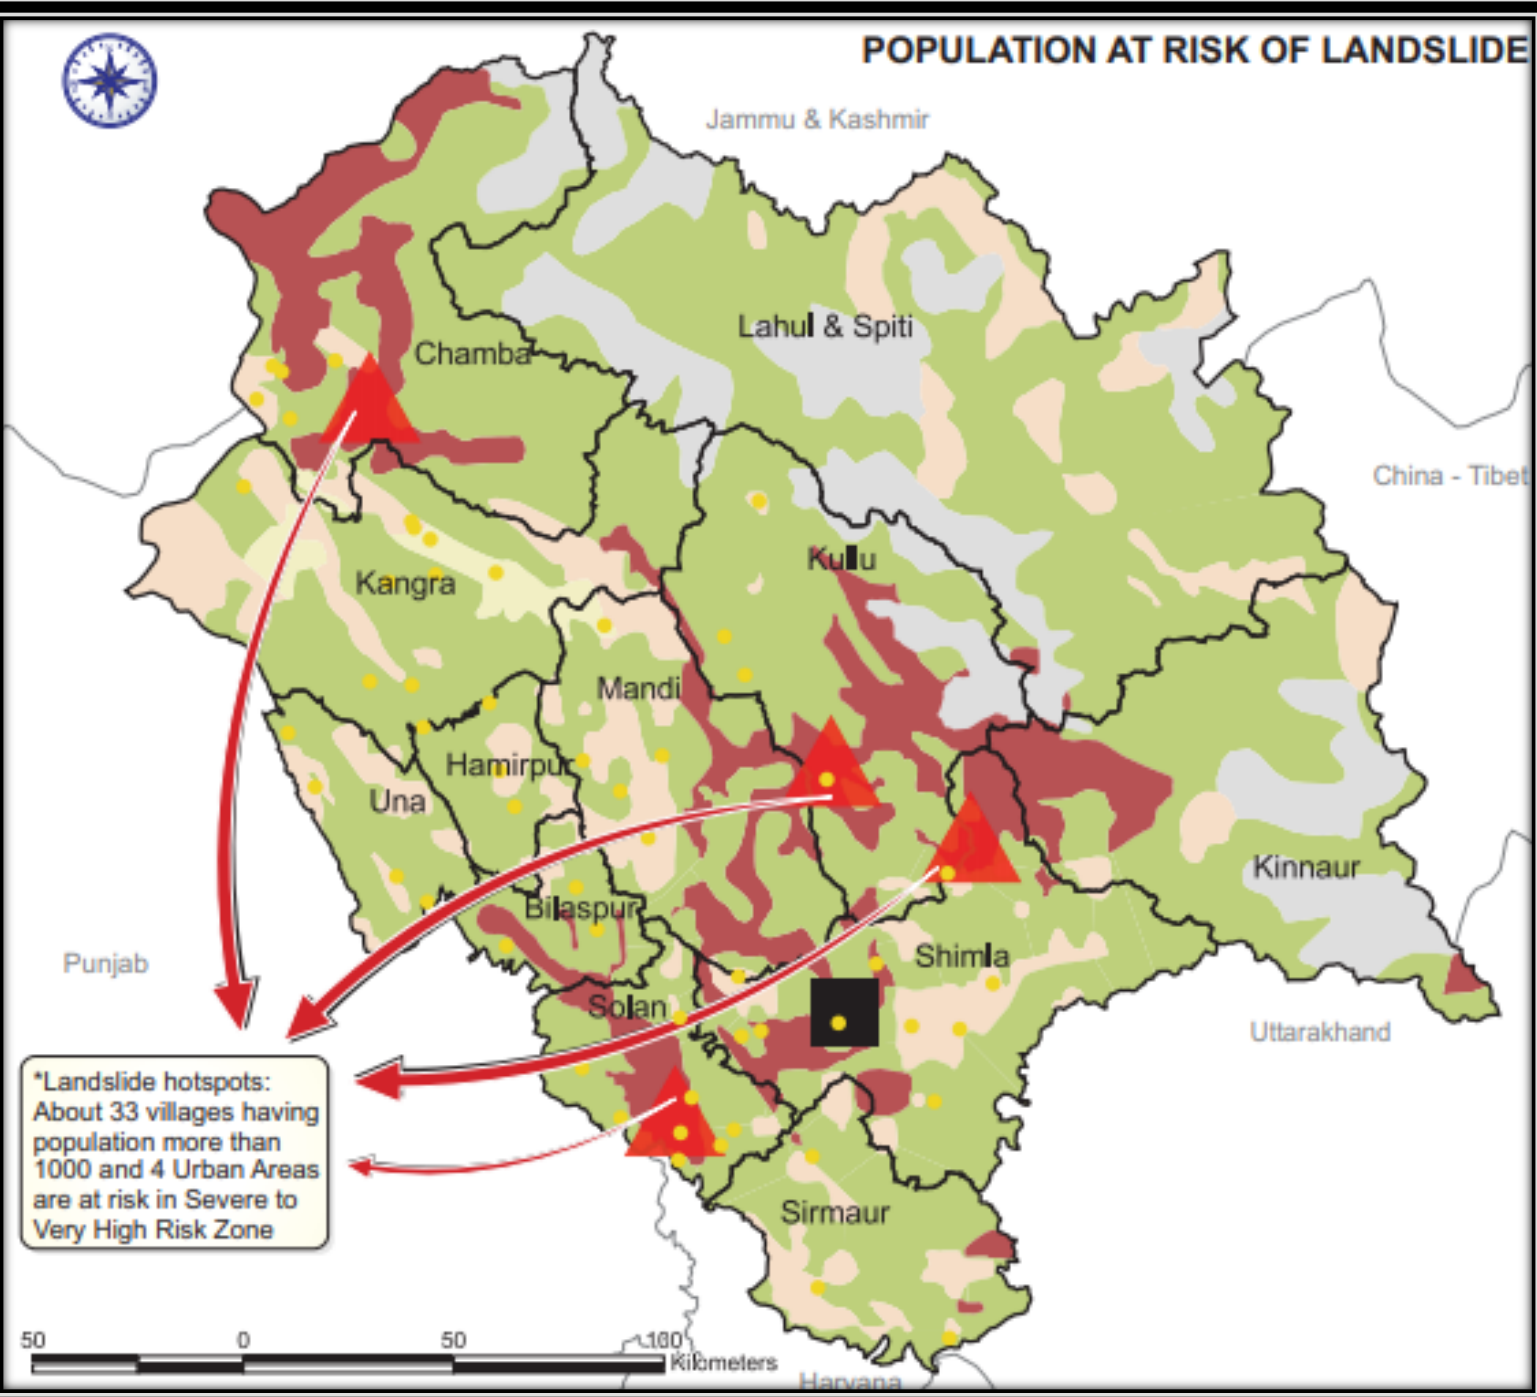 POPULATION AT RISK OF LANDSLIDE
Jammu & Kashmir
Lahul & Spiti
Chamba
China - Tibet
Kullu
Kangra
Mandi
Hamirpur
Una
Kinnaur
Bilaspur
Shimla
Punjab
Solan
Uttarakhand
*Landslide hotspots:
About 33 villages having
population more than
1000 and 4 Urban Areas
are at risk in Severe to
Very High Risk Zone
Sirmaur
50 0 50 100
Kilometers
Haryana